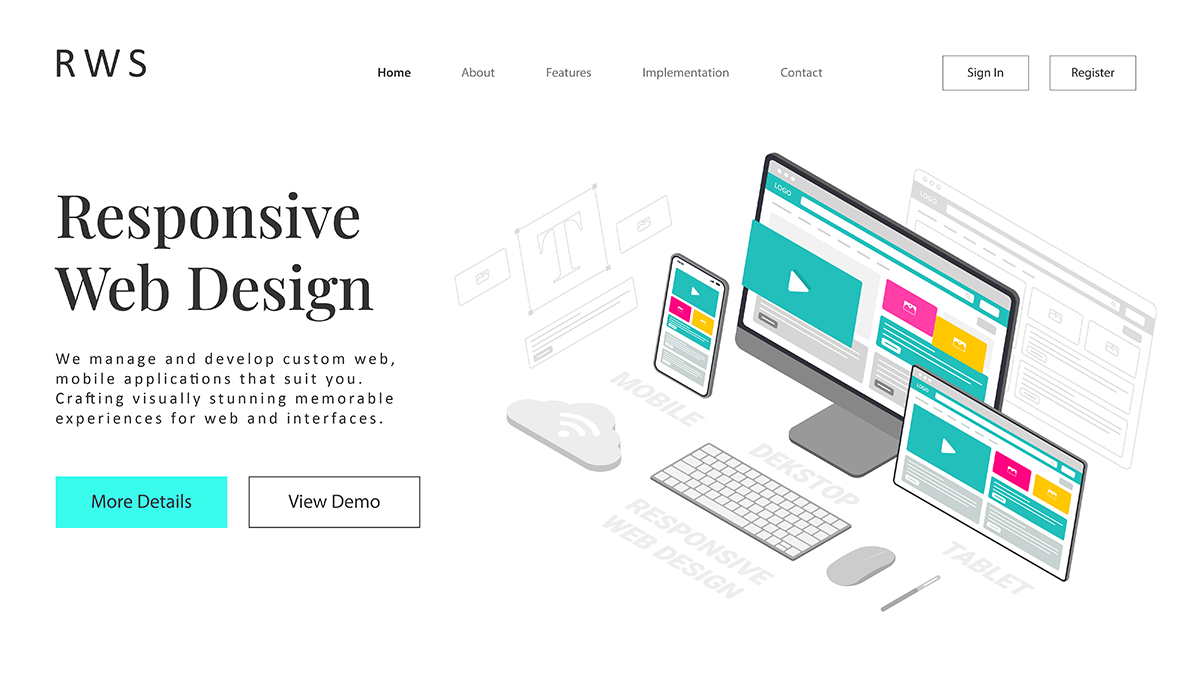 RWS
Home
About
Features
Implementation
Contact
Sign In
Register
Responsive
Web Design
We manage and develop custom web,
mobile applications that suit you.
Crafting visually stunning memorable
experiences for web and interfaces.
More Details
View Demo
T
LOGO
LOGO
LOGO
MOBILE
DEKSTOP
RESPONSIVE
WEB DESIGN
TABLET